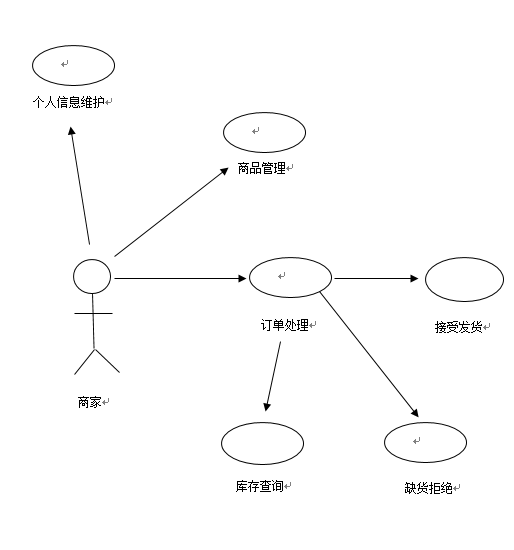 个人信息维护
商品管理
订单处理
接受发货
商家
库存查询
缺货拒绝